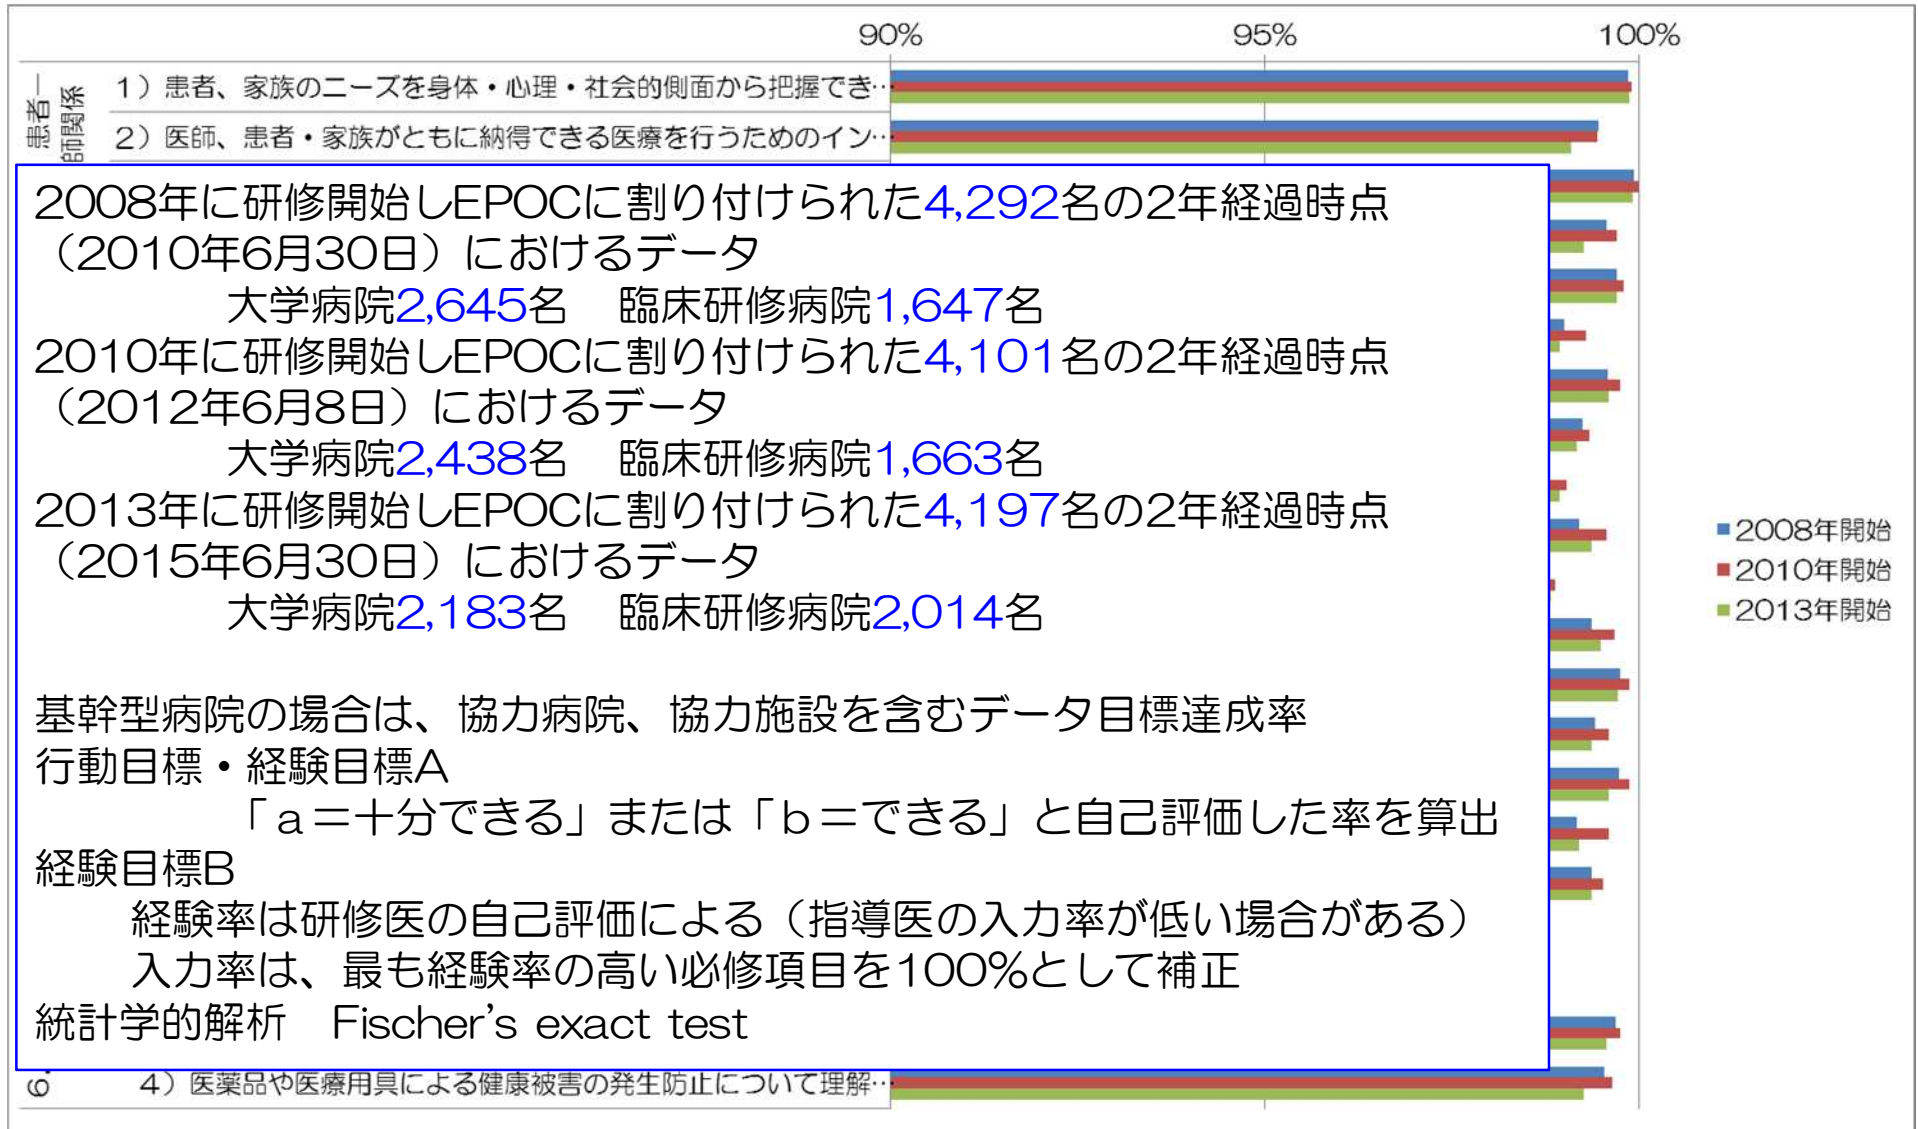 90% 95% 100%
患者―
師関係
1）患者、家族のニーズを身体・心理・社会的側面から把握でき…
2）医師、患者・家族がともに納得できる医療を行うためのイン…
2008年に研修開始しEPOCに割り付けられた4,292名の2年経過時点
（2010年6月30日）におけるデータ
大学病院2,645名　臨床研修病院1,647名
2010年に研修開始しEPOCに割り付けられた4,101名の2年経過時点
（2012年6月8日）におけるデータ
大学病院2,438名　臨床研修病院1,663名
2013年に研修開始しEPOCに割り付けられた4,197名の2年経過時点
（2015年6月30日）におけるデータ
大学病院2,183名　臨床研修病院2,014名
基幹型病院の場合は、協力病院、協力施設を含むデータ目標達成率
行動目標・経験目標A
「a＝十分できる」または「b＝できる」と自己評価した率を算出
経験目標B
経験率は研修医の自己評価による（指導医の入力率が低い場合がある）
入力率は、最も経験率の高い必修項目を100%として補正
統計学的解析　Fischer's exact test
6.
4）医薬品や医療用具による健康被害の発生防止について理解…
2008年開始
2010年開始
2013年開始